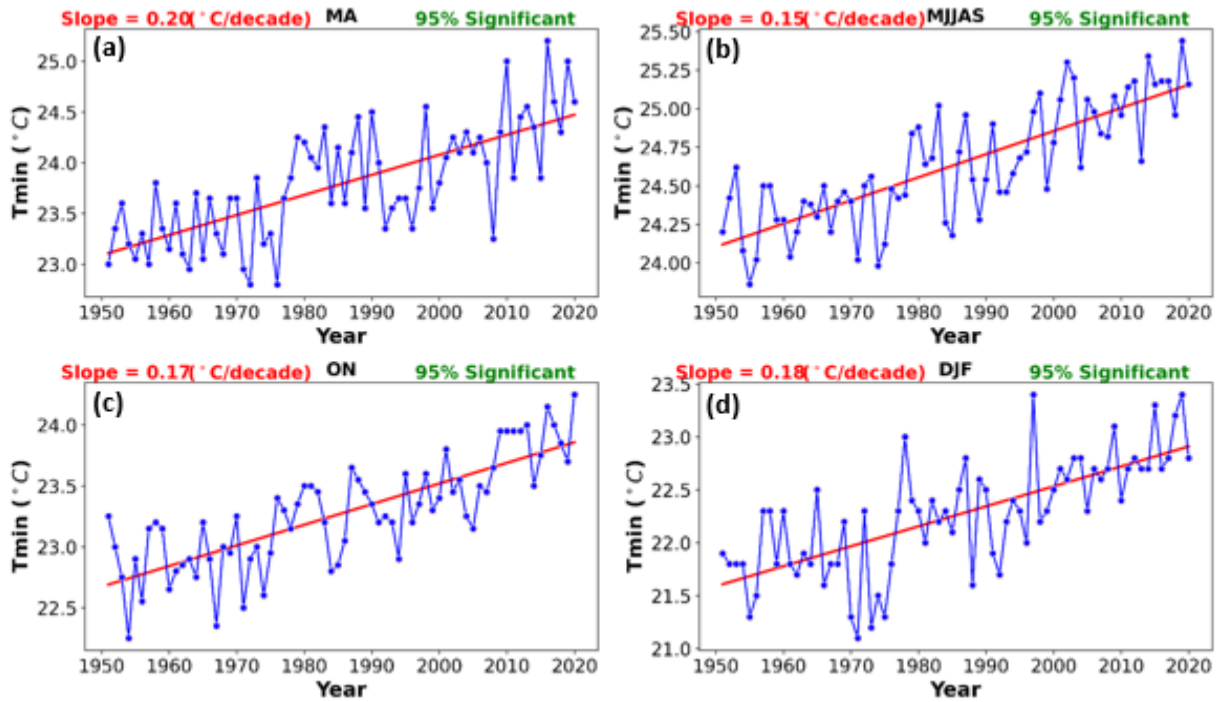 Slope = 0.20(°C/decade) MA 95% Significant
(a)
25.0
24.5
24.0
23.5
23.0
Tmin (°C)
1950 1960 1970 1980 1990 2000 2010 2020
Year
Slope = 0.15(°C/decade) MJJAS 95% Significant
(b)
25.50
25.25
25.00
24.75
24.50
24.25
24.00
Tmin (°C)
1950 1960 1970 1980 1990 2000 2010 2020
Year
Slope = 0.17(°C/decade) ON 95% Significant
(c)
24.0
23.5
23.0
22.5
Tmin (°C)
1950 1960 1970 1980 1990 2000 2010 2020
Year
Slope = 0.18(°C/decade) DJF 95% Significant
(d)
23.5
23.0
22.5
22.0
21.5
21.0
Tmin (°C)
1950 1960 1970 1980 1990 2000 2010 2020
Year